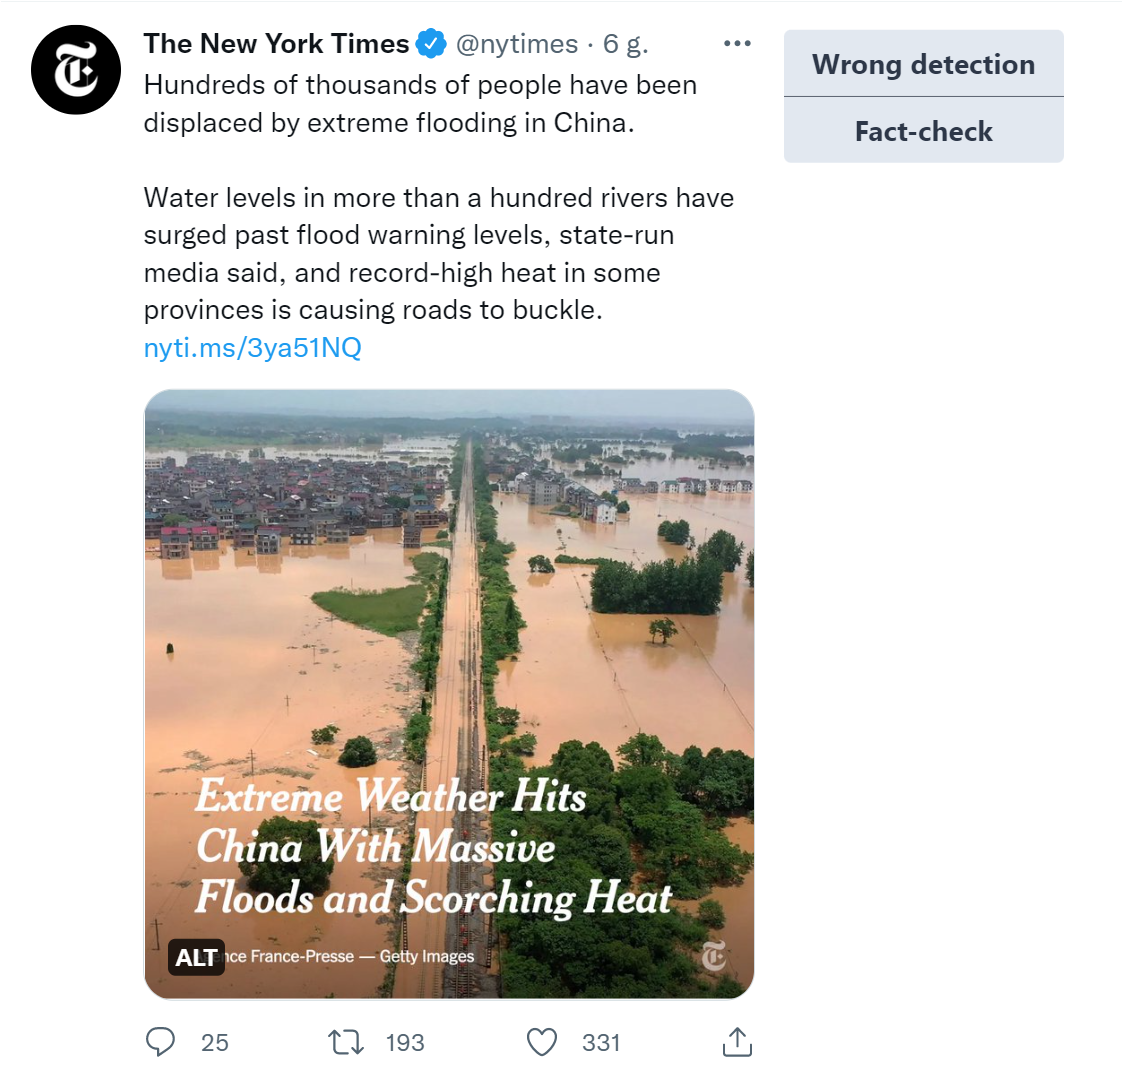 The New York Times @nytimes · 6 g.
Hundreds of thousands of people have been
displaced by extreme flooding in China.
Water levels in more than a hundred rivers have
surged past flood warning levels, state-run
media said, and record-high heat in some
provinces is causing roads to buckle.
nyti.ms/3ya51NQ
Extreme Weather Hits
China With Massive
Floods and Scorching Heat
ALT nce France-Presse — Getty Images
25 193 331
Wrong detection
Fact-check